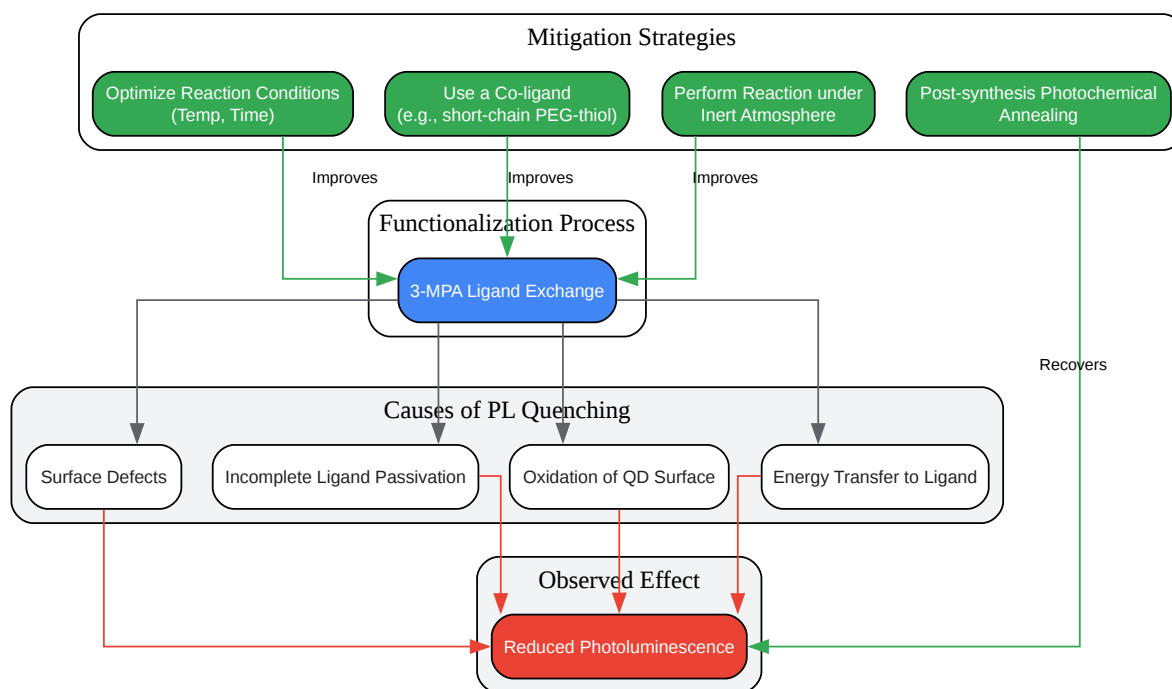 Mitigation Strategies
Optimize Reaction Conditions
(Temp, Time)
Use a Co-ligand
(e.g., short-chain PEG-thiol)
Perform Reaction under
Inert Atmosphere
Post-synthesis Photochemical
Annealing
Improves
Improves
Improves
Functionalization Process
3-MPA Ligand Exchange
Recovers
Causes of PL Quenching
Surface Defects
Incomplete Ligand Passivation
Oxidation of QD Surface
Energy Transfer to Ligand
Observed Effect
Reduced Photoluminescence